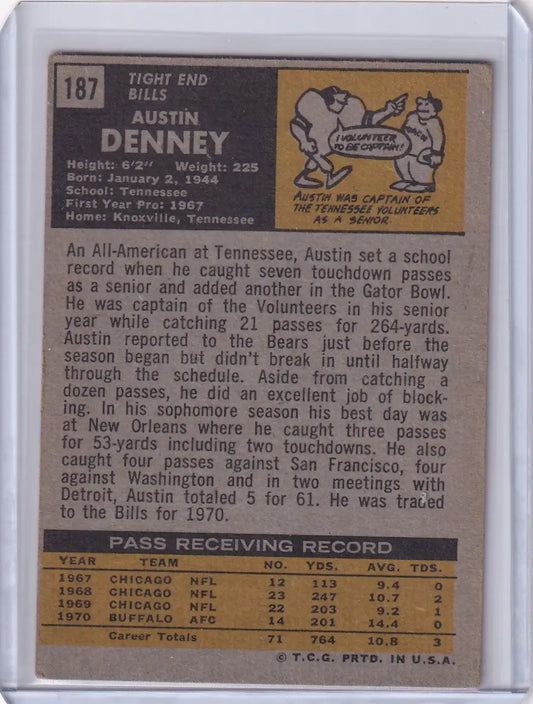 187
TIGHT END
BILLS
AUSTIN
DENNEY
Height: 6'2" Weight: 225
Born: January 2, 1944
School: Tennessee
First Year Pro: 1967
Home: Knoxville, Tennessee
I VOLUNTEER
TO BE CAPTAIN!
COACH
AUSTIN WAS CAPTAIN OF
THE TENNESSEE VOLUNTEERS
AS A SENIOR.
An All-American at Tennessee, Austin set a school
record when he caught seven touchdown passes
as a senior and added another in the Gator Bowl.
He was captain of the Volunteers in his senior
year while catching 21 passes for 264-yards.
Austin reported to the Bears just before the
season began but didn't break in until halfway
through the schedule. Aside from catching a
dozen passes, he did an excellent job of block-
ing. In his sophomore season his best day was
at New Orleans where he caught three passes
for 53-yards including two touchdowns. He also
caught four passes against San Francisco, four
against Washington and in two meetings with
Detroit, Austin totaled 5 for 61. He was traded
to the Bills for 1970.
PASS RECEIVING RECORD
YEAR TEAM NO. YDS. AVG. TDS.
1967 CHICAGO NFL 12 113 9.4 0
1968 CHICAGO NFL 23 247 10.7 2
1969 CHICAGO NFL 22 203 9.2 1
1970 BUFFALO AFC 14 201 14.4 0
Career Totals 71 764 10.8 3
© T.C.G. PRTD. IN U.S.A.